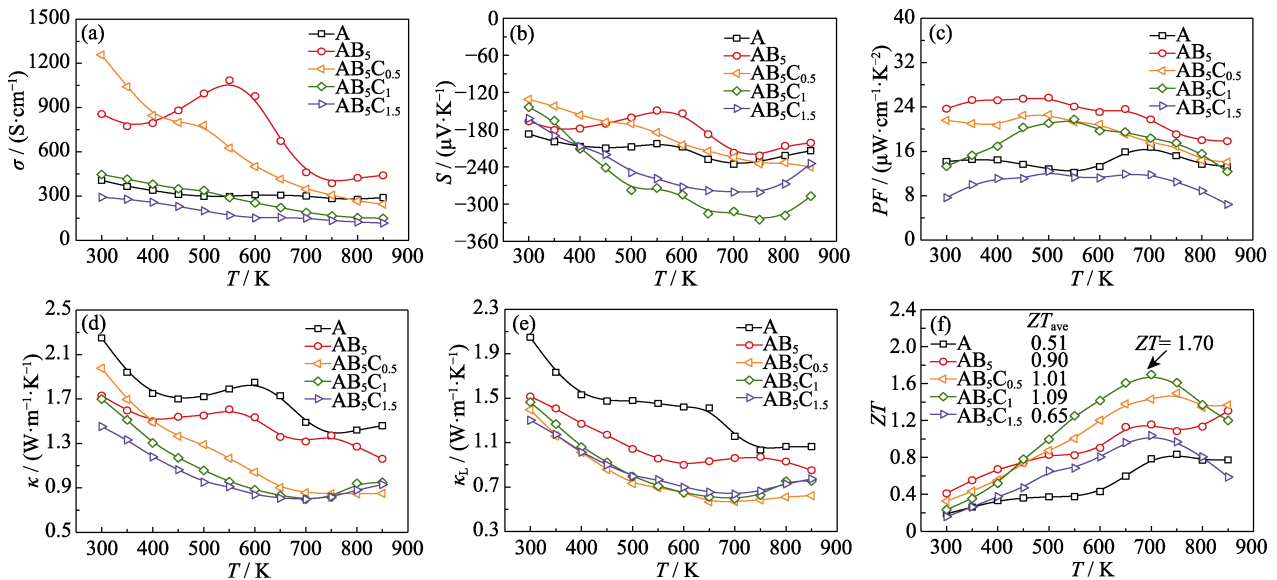 (a)
A
AB₅
AB₅C₀.₅
AB₅C₁
AB₅C₁.₅
1500
1200
900
600
300
0
σ / (S·cm⁻¹)
300 400 500 600 700 800 900
T / K
(b)
A
AB₅
AB₅C₀.₅
AB₅C₁
AB₅C₁.₅
0
−60
−120
−180
−240
−300
−360
S / (μV·K⁻¹)
300 400 500 600 700 800 900
T / K
(c)
A
AB₅
AB₅C₀.₅
AB₅C₁
AB₅C₁.₅
40
32
24
16
8
0
PF / (μW·cm⁻¹·K⁻²)
300 400 500 600 700 800 900
T / K
(d)
A
AB₅
AB₅C₀.₅
AB₅C₁
AB₅C₁.₅
2.5
2.1
1.7
1.3
0.9
0.5
κ / (W·m⁻¹·K⁻¹)
300 400 500 600 700 800 900
T / K
(e)
A
AB₅
AB₅C₀.₅
AB₅C₁
AB₅C₁.₅
2.3
1.9
1.5
1.1
0.7
0.3
κL / (W·m⁻¹·K⁻¹)
300 400 500 600 700 800 900
T / K
(f) ZTave
A 0.51
AB₅ 0.90
AB₅C₀.₅ 1.01
AB₅C₁ 1.09
AB₅C₁.₅ 0.65
ZT= 1.70
2.4
2.0
1.6
1.2
0.8
0.4
0
ZT
300 400 500 600 700 800 900
T / K